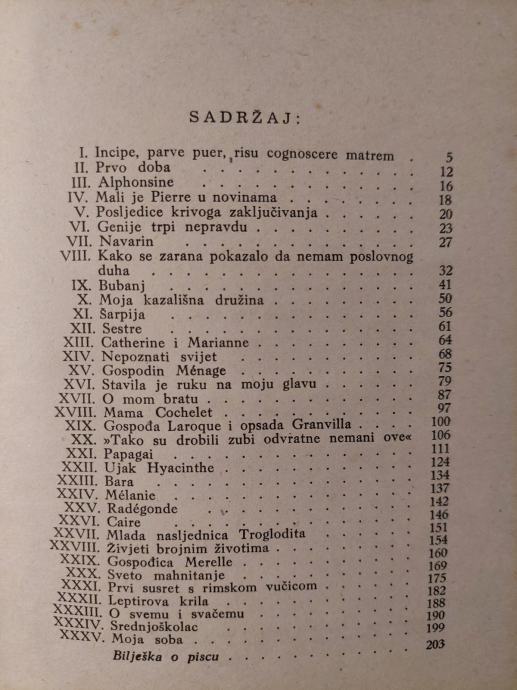 SADRŽAJ:
I. Incipe, parve puer, risu cognoscere matrem . 5
II. Prvo doba . . . . . . . . . . . 12
III. Alphonsine . . . . . . . . . . 16
IV. Mali je Pierre u novinama . . . . . . 18
V. Posljedice krivoga zaključivanja . . . . . 20
VI. Genije trpi nepravdu . . . . . . . . 23
VII. Navarin . . . . . . . . . . . 27
VIII. Kako se zarana pokazalo da nemam poslovnog
duha . . . . . . . . . . . . 32
IX. Bubanj . . . . . . . . . . . 41
X. Moja kazališna družina . . . . . . . 50
XI. Šarpija . . . . . . . . . . . 56
XII. Sestre . . . . . . . . . . . 61
XIII. Catherine i Marianne . . . . . . . . 64
XIV. Nepoznati svijet . . . . . . . . . 68
XV. Gospodin Ménage . . . . . . . . 75
XVI. Stavila je ruku na moju glavu . . . . . 79
XVII. O mom bratu . . . . . . . . . . 87
XVIII. Mama Cochelet . . . . . . . . . 97
XIX. Gospođa Laroque i opsada Granvilla . . . . 100
XX. »Tako su drobili zubi odvratne nemani ove« 106
XXI. Papagai . . . . . . . . . . . 111
XXII. Ujak Hyacinthe . . . . . . . . . 124
XXIII. Bara . . . . . . . . . . . . 134
XXIV. Mélanie . . . . . . . . . . . 137
XXV. Radégonde . . . . . . . . . . 142
XXVI. Caire . . . . . . . . . . . 146
XXVII. Mlada nasljednica Troglodita . . . . . 151
XXVIII. Živjeti brojnim životima . . . . . . . 154
XXIX. Gospođica Merelle . . . . . . . . 160
XXX. Sveto mahnitanje . . . . . . . . 169
XXXI. Prvi susret s rimskom vučicom . . . . . 175
XXXII. Leptirova krila . . . . . . . . . 182
XXXIII. O svemu i svačemu . . . . . . . . 188
XXXIV. Srednjoškolac . . . . . . . . . 190
XXXV. Moja soba . . . . . . . . . . 199
Bilješka o piscu . . . . . . . . . 203